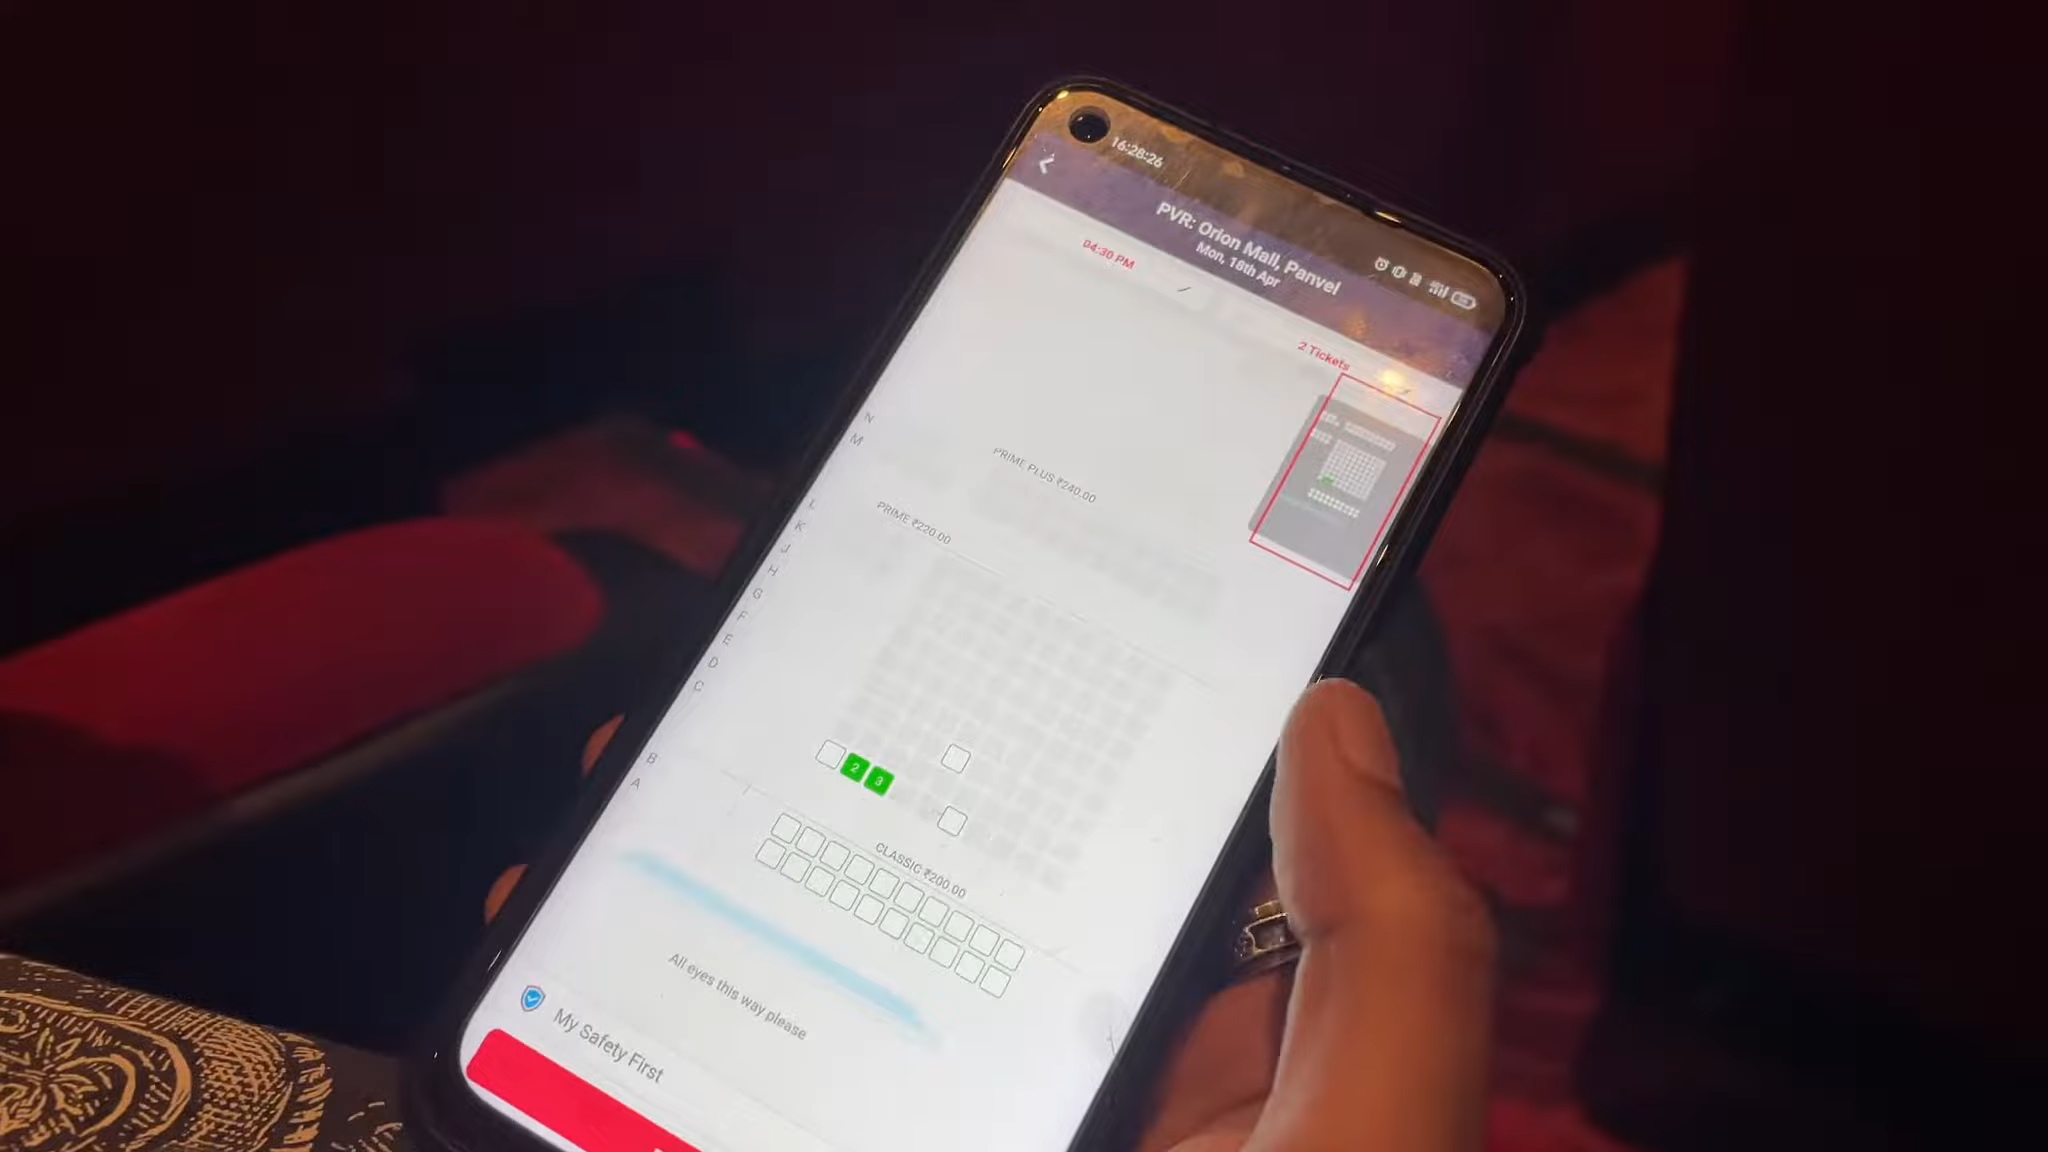 16:28:26
PVR: Orion Mall, Panvel
Mon, 18th Apr
04:30 PM
2 Tickets
PRIME PLUS ₹240.00
N
M
PRIME ₹220.00
L
K
J
H
G
F
E
D
C
2 3
CLASSIC ₹200.00
B
A
All eyes this way please
My Safety First